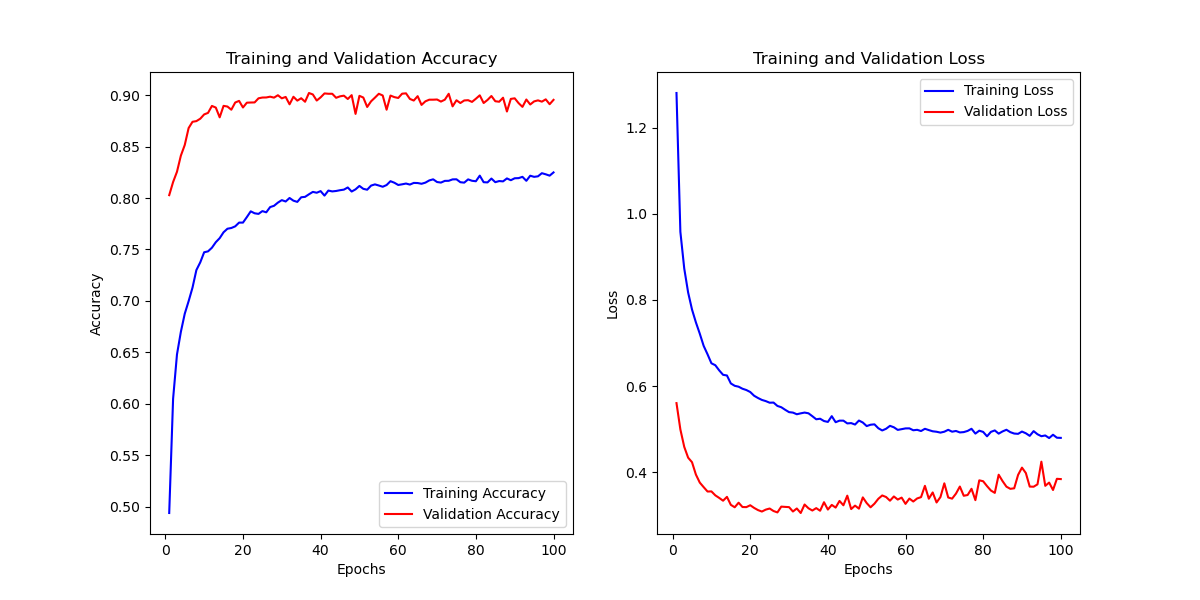 Training and Validation Accuracy
0.90
0.85
0.80
0.75
0.70
0.65
0.60
0.55
0.50
Accuracy
0 20 40 60 80 100
Epochs
Training Accuracy
Validation Accuracy
Training and Validation Loss
1.2
1.0
0.8
0.6
0.4
Loss
0 20 40 60 80 100
Epochs
Training Loss
Validation Loss